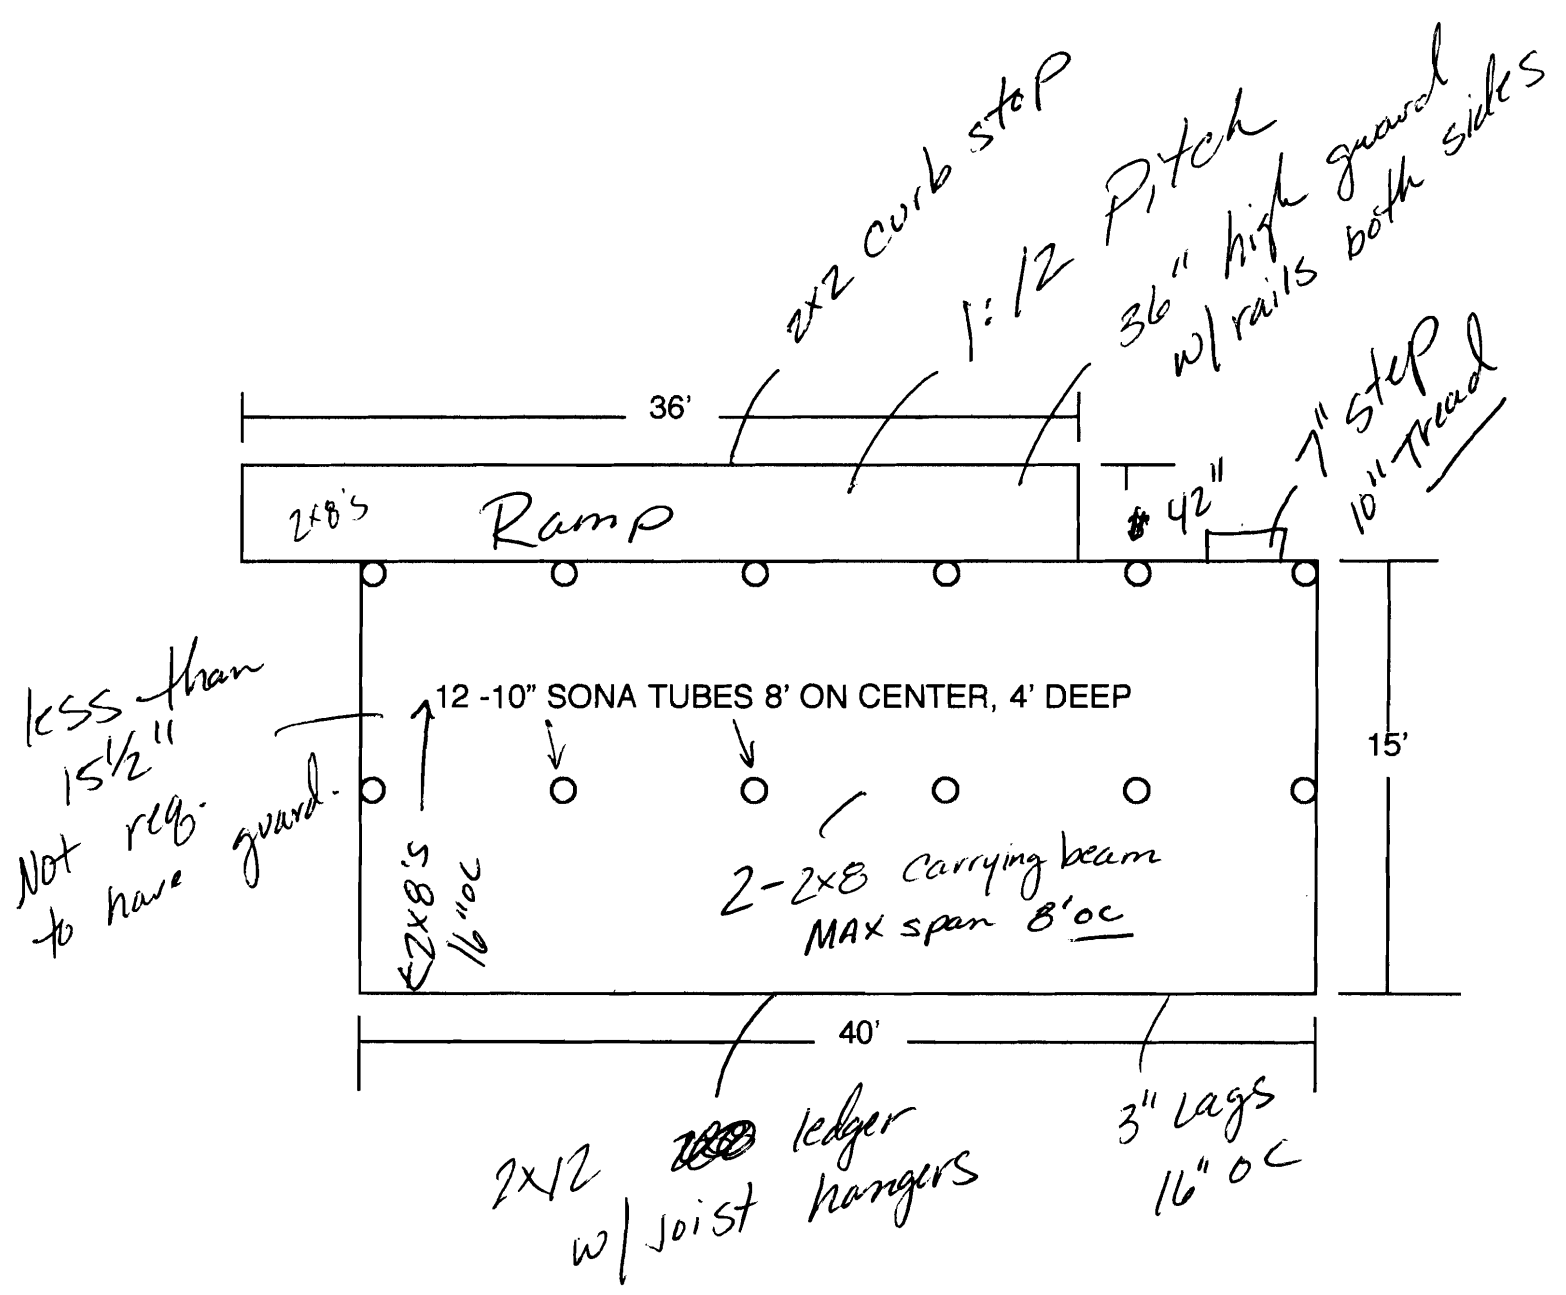 2x2 curb stop
1:12 Pitch
36" high guard
w/ rails both sides
7" step
10" Tread
36'
2x8's
Ramp
42"
less than
15 1/2"
Not req.
to have guard.
12 -10” SONA TUBES 8’ ON CENTER, 4’ DEEP
15'
2x8's
16" oc
2-2x8 carrying beam
MAX span 8' oc
40'
2x12 ledger
w/ joist hangers
3" Lags
16" oc